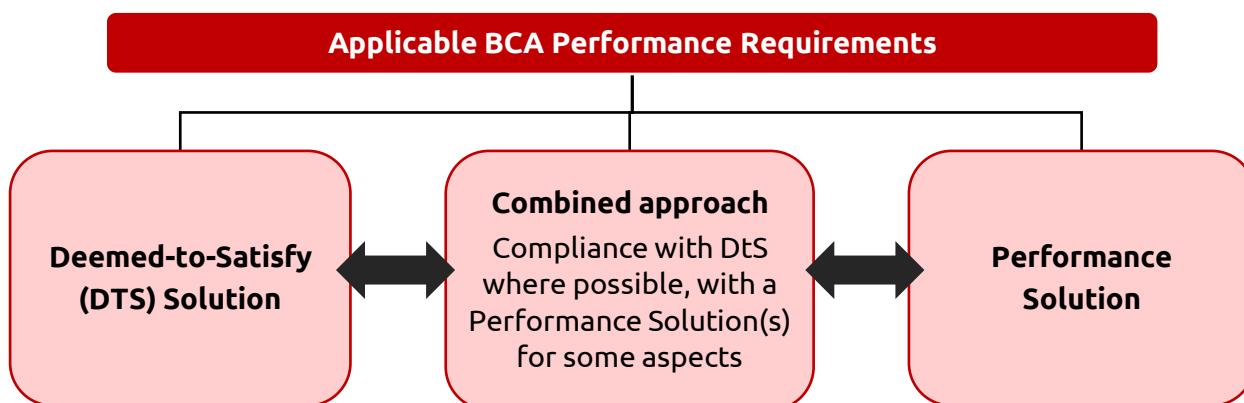 Applicable BCA Performance Requirements
Deemed-to-Satisfy
(DTS) Solution
Combined approach
Compliance with DtS
where possible, with a
Performance Solution(s)
for some aspects
Performance
Solution